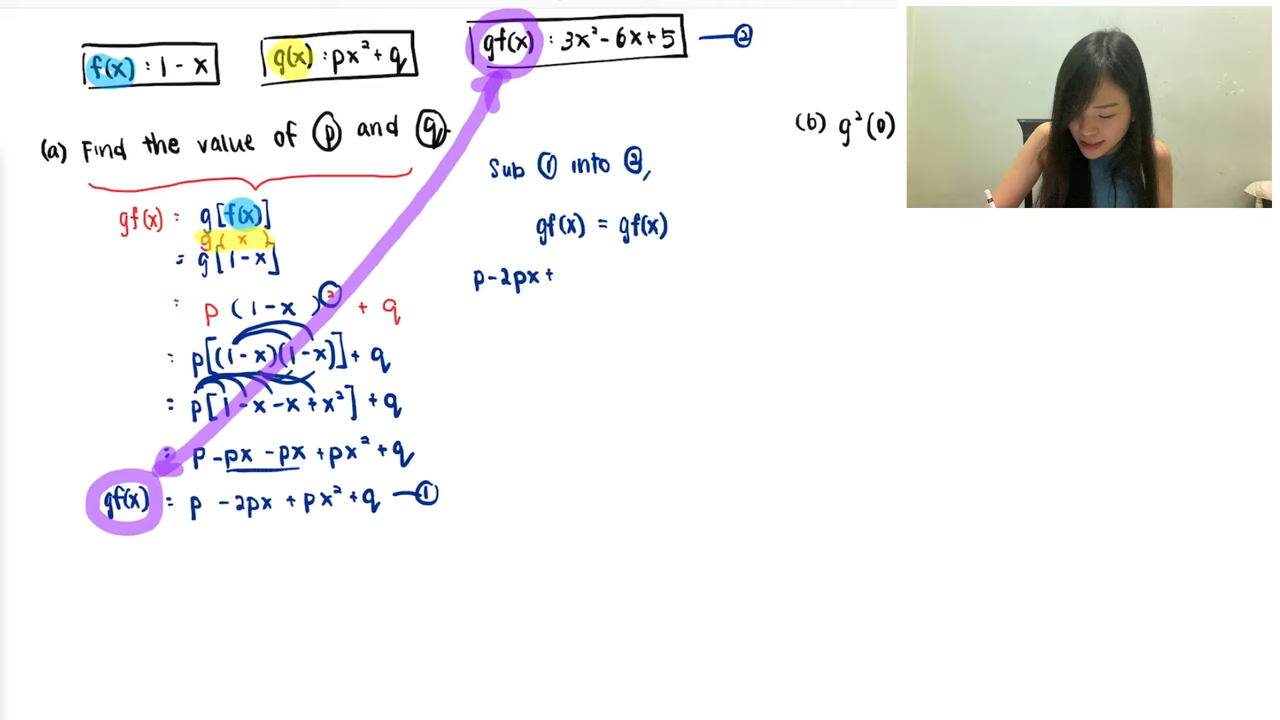 f(x) : 1 - x
g(x) : px² + q
gf(x) : 3x² - 6x + 5 — ②
(a) Find the value of p and q.
gf(x) = g[f(x)]
g( x )
= g[1 - x]
: p (1 - x )² + q
= p[(1 - x)(1 - x)] + q
= p[1 - x - x + x²] + q
= p - px - px + px² + q
gf(x) = p - 2px + px² + q — ①
Sub ① into ②,
gf(x) = gf(x)
p - 2px +
(b) g²(0)